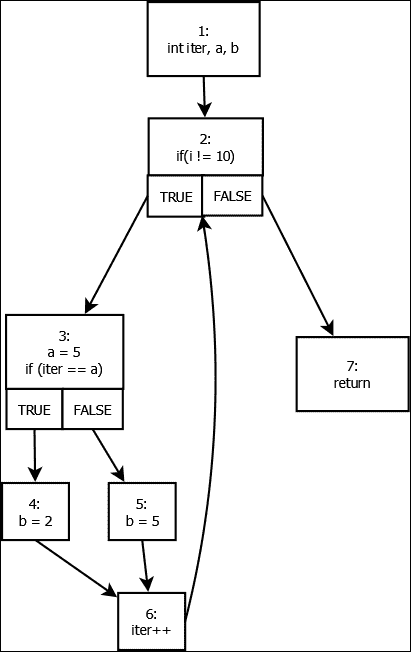 1:
int iter, a, b
2:
if(i != 10)
TRUE
FALSE
3:
a = 5
if (iter == a)
TRUE
FALSE
7:
return
4:
b = 2
5:
b = 5
6:
iter++